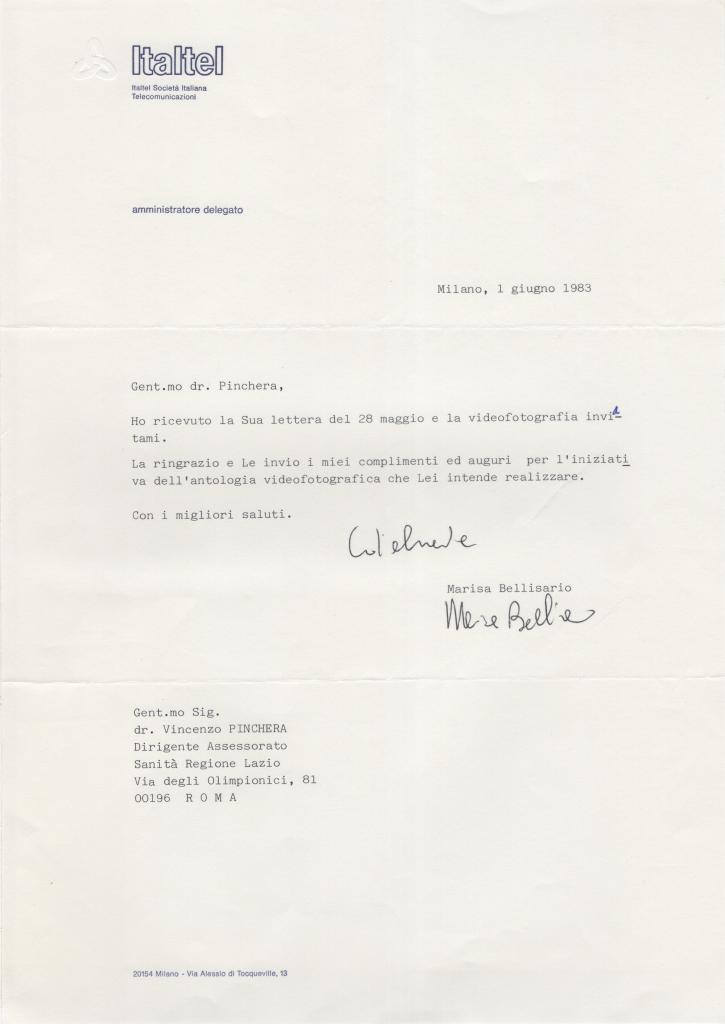 Italtel
Italtel Società Italiana
Telecomunicazioni
amministratore delegato
Milano, 1 giugno 1983
Gent.mo dr. Pinchera,
Ho ricevuto la Sua lettera del 28 maggio e la videofotografia invia
tami.
La ringrazio e Le invio i miei complimenti ed auguri per l'iniziati
va dell'antologia videofotografica che Lei intende realizzare.
Con i migliori saluti.
Cordialmente
Marisa Bellisario
Marisa Bellisario
Gent.mo Sig.
dr. Vincenzo PINCHERA
Dirigente Assessorato
Sanità Regione Lazio
Via degli Olimpionici, 81
00196 R O M A
20154 Milano - Via Alessio di Tocqueville, 13